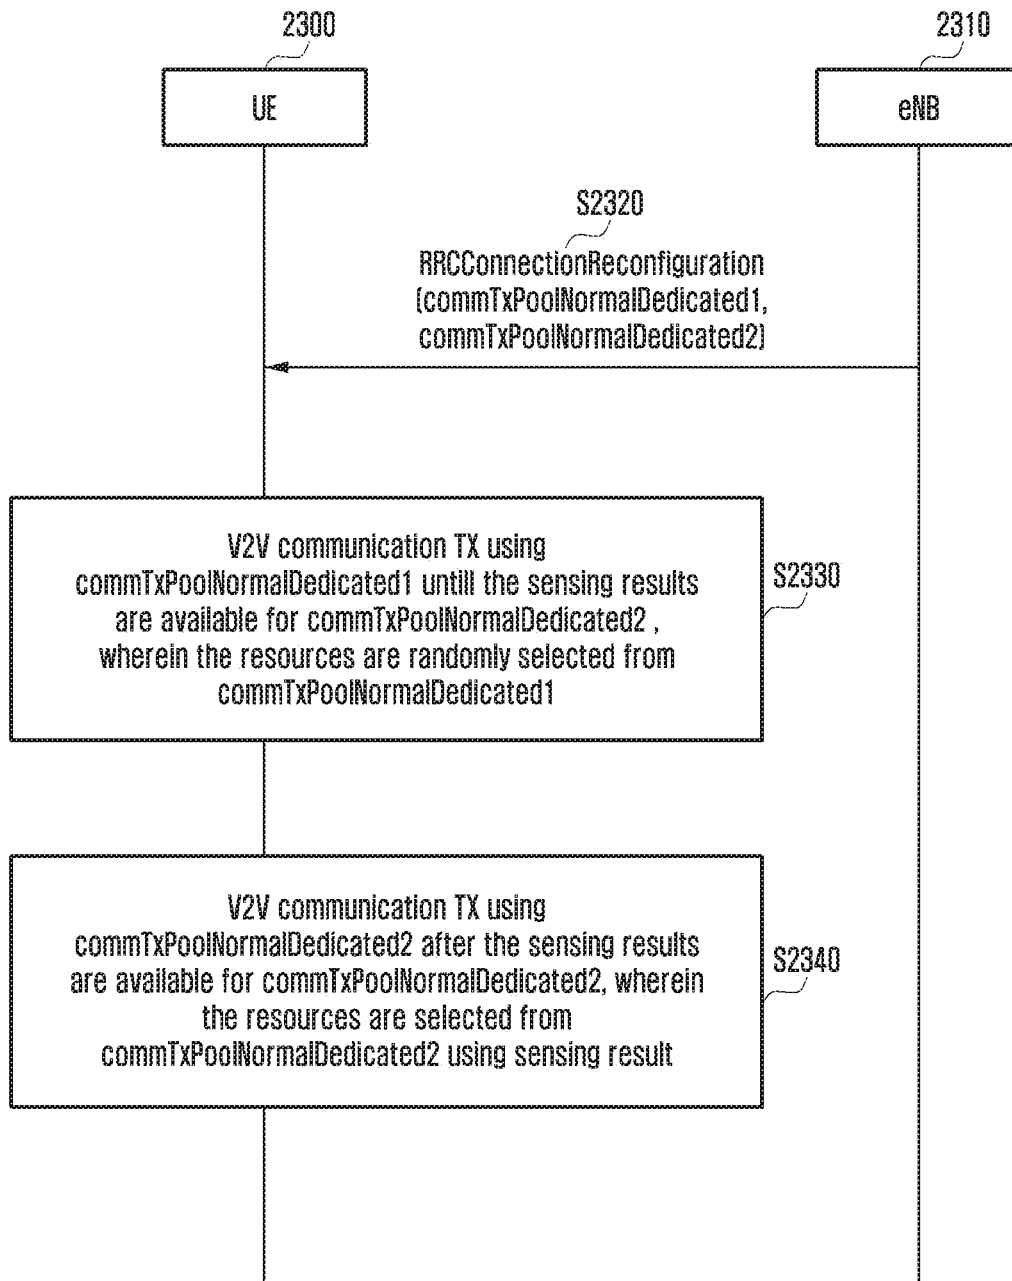 2300
2310
UE
eNB
S2320
RRCConnectionReconfiguration
(commTxPoolNormalDedicated1,
commTxPoolNormalDedicated2)
V2V communication TX using
commTxPoolNormalDedicated1 untill the sensing results
are available for commTxPoolNormalDedicated2 ,
wherein the resources are randomly selected from
commTxPoolNormalDedicated1
S2330
V2V communication TX using
commTxPoolNormalDedicated2 after the sensing results
are available for commTxPoolNormalDedicated2, wherein
the resources are selected from
commTxPoolNormalDedicated2 using sensing result
S2340